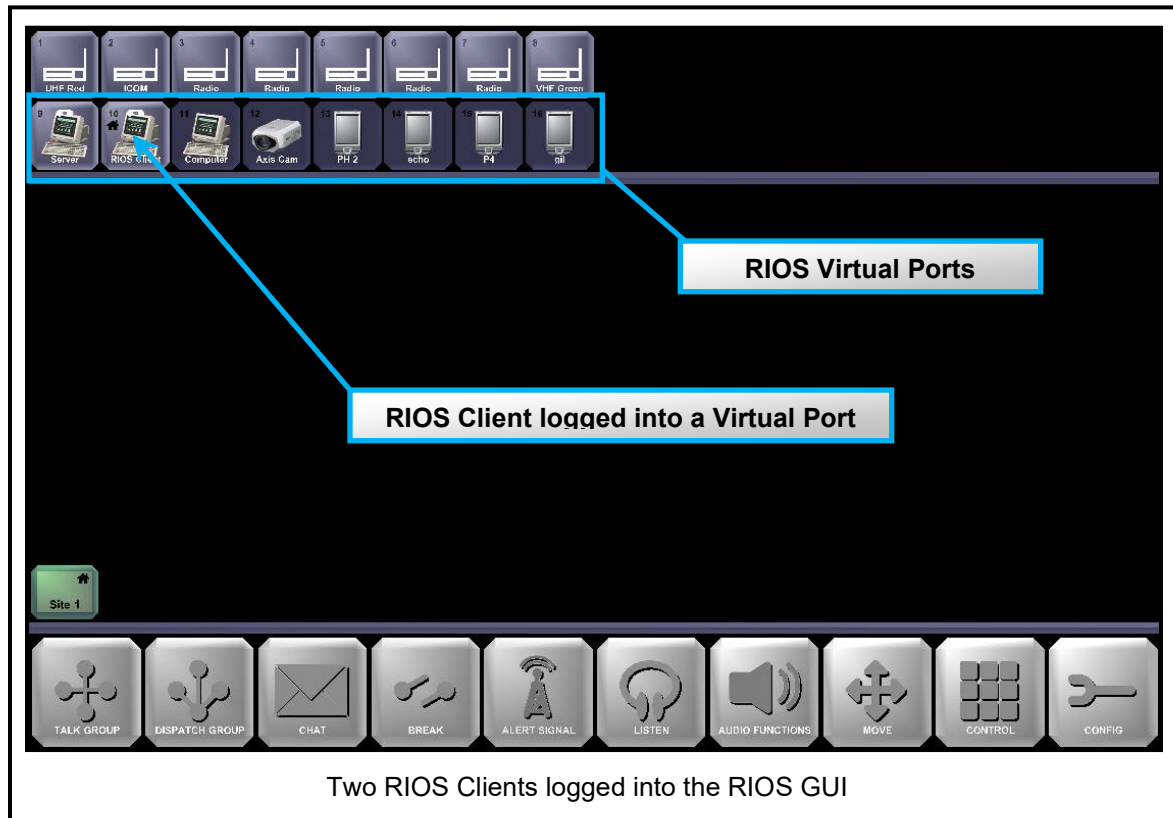 1 2 3 4 5 6 7 8
UHF Red ICOM Radio Radio Radio Radio Radio VHF Green
9 10 11 12 13 14 15 16
Server RIOS Client Computer Axis Cam PH 2 echo P4 gil
RIOS Virtual Ports
RIOS Client logged into a Virtual Port
Site 1
TALK GROUP DISPATCH GROUP CHAT BREAK ALERT SIGNAL LISTEN AUDIO FUNCTIONS MOVE CONTROL CONFIG
Two RIOS Clients logged into the RIOS GUI